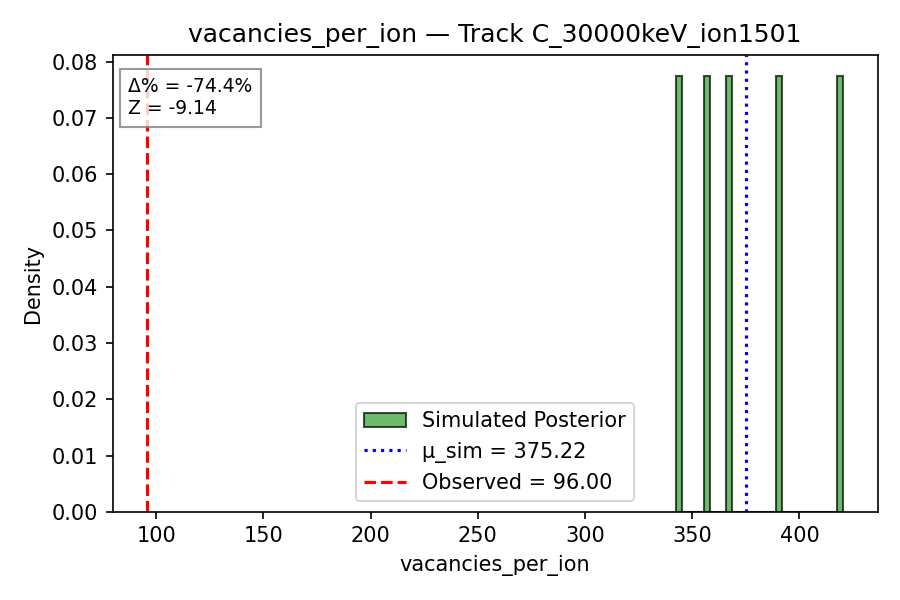 vacancies_per_ion — Track C_30000keV_ion1501
0.08
0.07
0.06
0.05
0.04
0.03
0.02
0.01
0.00
Density
Δ% = -74.4%
Z = -9.14
Simulated Posterior
μ_sim = 375.22
Observed = 96.00
100 150 200 250 300 350 400
vacancies_per_ion